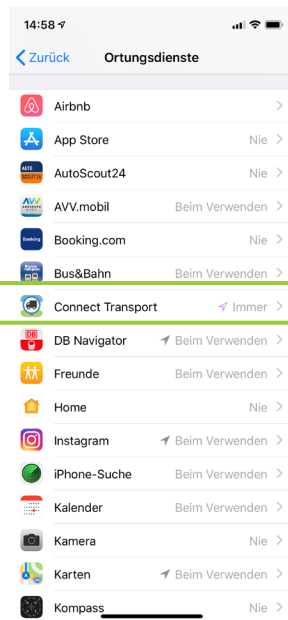 14:58
Zurück Ortungsdienste
Airbnb
App Store Nie
AutoScout24 Nie
AVV.mobil Beim Verwenden
Booking.com Nie
Bus&Bahn Beim Verwenden
Connect Transport Immer
DB Navigator Beim Verwenden
Freunde Beim Verwenden
Home Nie
Instagram Beim Verwenden
iPhone-Suche Beim Verwenden
Kalender Beim Verwenden
Kamera Nie
Karten Beim Verwenden
Kompass Nie